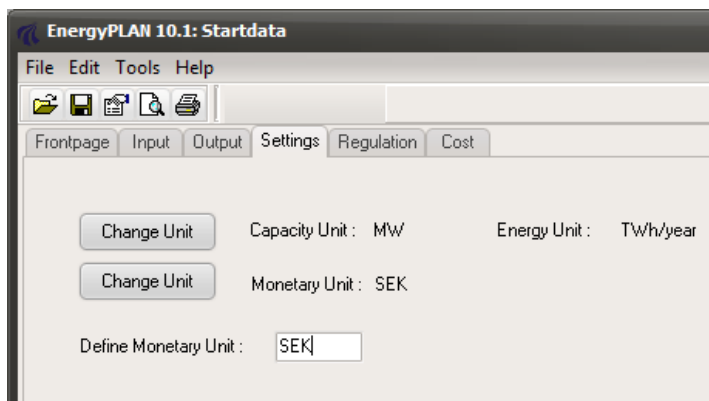 EnergyPLAN 10.1: Startdata
File Edit Tools Help
Frontpage Input Output Settings Regulation Cost
Change Unit Capacity Unit : MW Energy Unit : TWh/year
Change Unit Monetary Unit : SEK
Define Monetary Unit : SEK